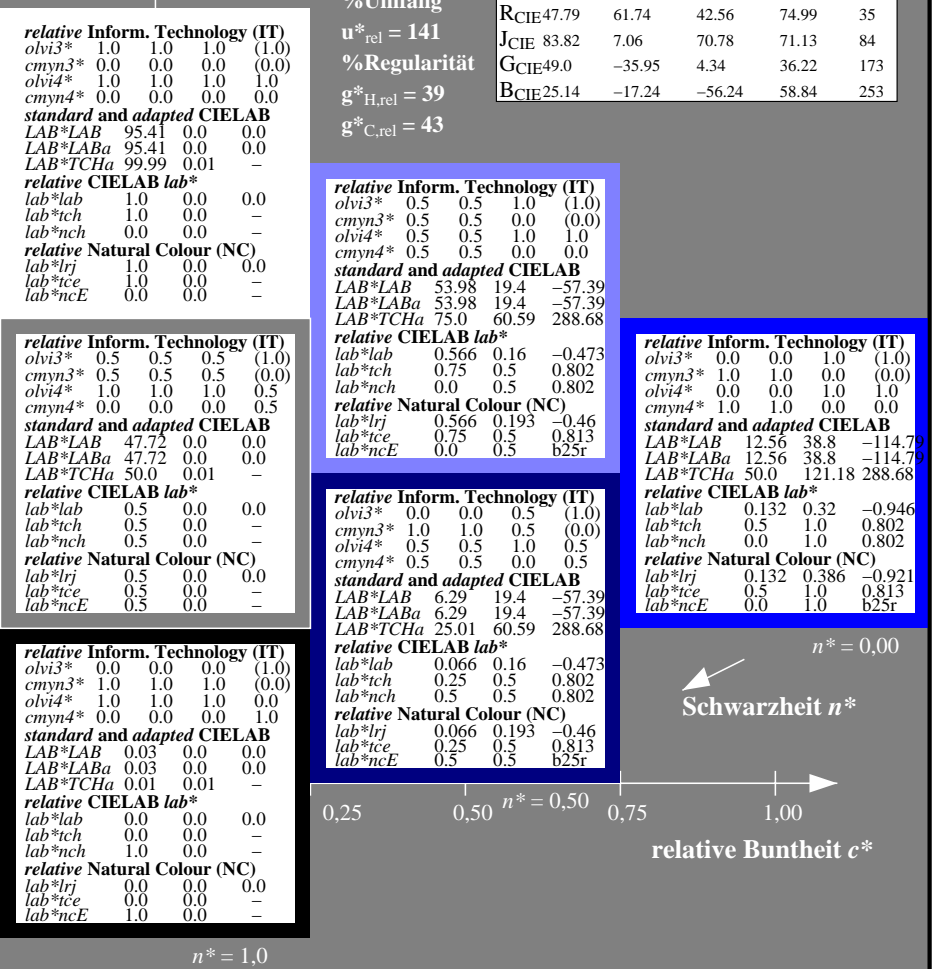 %Umfang
u*rel = 141
%Regularität
g*H,rel = 39
g*C,rel = 43
RCIE 47.79 61.74 42.56 74.99 35
JCIE 83.82 7.06 70.78 71.13 84
GCIE 49.0 −35.95 4.34 36.22 173
BCIE 25.14 −17.24 −56.24 58.84 253
relative Inform. Technology (IT)
olvi3* 1.0 1.0 1.0 (1.0)
cmyn3* 0.0 0.0 0.0 (0.0)
olvi4* 1.0 1.0 1.0 1.0
cmyn4* 0.0 0.0 0.0 0.0
standard and adapted CIELAB
LAB*LAB 95.41 0.0 0.0
LAB*LABa 95.41 0.0 0.0
LAB*TCHa 99.99 0.01 –
relative CIELAB lab*
lab*lab 1.0 0.0 0.0
lab*tch 1.0 0.0 –
lab*nch 0.0 0.0 –
relative Natural Colour (NC)
lab*lrj 1.0 0.0 0.0
lab*tce 1.0 0.0 –
lab*ncE 0.0 0.0 –
relative Inform. Technology (IT)
olvi3* 0.5 0.5 1.0 (1.0)
cmyn3* 0.5 0.5 0.0 (0.0)
olvi4* 0.5 0.5 1.0 1.0
cmyn4* 0.5 0.5 0.0 0.0
standard and adapted CIELAB
LAB*LAB 53.98 19.4 −57.39
LAB*LABa 53.98 19.4 −57.39
LAB*TCHa 75.0 60.59 288.68
relative CIELAB lab*
lab*lab 0.566 0.16 −0.473
lab*tch 0.75 0.5 0.802
lab*nch 0.0 0.5 0.802
relative Natural Colour (NC)
lab*lrj 0.566 0.193 −0.46
lab*tce 0.75 0.5 0.813
lab*ncE 0.0 0.5 b25r
relative Inform. Technology (IT)
olvi3* 0.5 0.5 0.5 (1.0)
cmyn3* 0.5 0.5 0.5 (0.0)
olvi4* 1.0 1.0 1.0 0.5
cmyn4* 0.0 0.0 0.0 0.5
standard and adapted CIELAB
LAB*LAB 47.72 0.0 0.0
LAB*LABa 47.72 0.0 0.0
LAB*TCHa 50.0 0.01 –
relative CIELAB lab*
lab*lab 0.5 0.0 0.0
lab*tch 0.5 0.0 –
lab*nch 0.5 0.0 –
relative Natural Colour (NC)
lab*lrj 0.5 0.0 0.0
lab*tce 0.5 0.0 –
lab*ncE 0.5 0.0 –
relative Inform. Technology (IT)
olvi3* 0.0 0.0 1.0 (1.0)
cmyn3* 1.0 1.0 0.0 (0.0)
olvi4* 0.0 0.0 1.0 1.0
cmyn4* 1.0 1.0 0.0 0.0
standard and adapted CIELAB
LAB*LAB 12.56 38.8 −114.79
LAB*LABa 12.56 38.8 −114.79
LAB*TCHa 50.0 121.18 288.68
relative CIELAB lab*
lab*lab 0.132 0.32 −0.946
lab*tch 0.5 1.0 0.802
lab*nch 0.0 1.0 0.802
relative Natural Colour (NC)
lab*lrj 0.132 0.386 −0.921
lab*tce 0.5 1.0 0.813
lab*ncE 0.0 1.0 b25r
relative Inform. Technology (IT)
olvi3* 0.0 0.0 0.5 (1.0)
cmyn3* 1.0 1.0 0.5 (0.0)
olvi4* 0.5 0.5 1.0 0.5
cmyn4* 0.5 0.5 0.0 0.5
standard and adapted CIELAB
LAB*LAB 6.29 19.4 −57.39
LAB*LABa 6.29 19.4 −57.39
LAB*TCHa 25.01 60.59 288.68
relative CIELAB lab*
lab*lab 0.066 0.16 −0.473
lab*tch 0.25 0.5 0.802
lab*nch 0.5 0.5 0.802
relative Natural Colour (NC)
lab*lrj 0.066 0.193 −0.46
lab*tce 0.25 0.5 0.813
lab*ncE 0.5 0.5 b25r
relative Inform. Technology (IT)
olvi3* 0.0 0.0 0.0 (1.0)
cmyn3* 1.0 1.0 1.0 (0.0)
olvi4* 1.0 1.0 1.0 0.0
cmyn4* 0.0 0.0 0.0 1.0
standard and adapted CIELAB
LAB*LAB 0.03 0.0 0.0
LAB*LABa 0.03 0.0 0.0
LAB*TCHa 0.01 0.01 –
relative CIELAB lab*
lab*lab 0.0 0.0 0.0
lab*tch 0.0 0.0 –
lab*nch 1.0 0.0 –
relative Natural Colour (NC)
lab*lrj 0.0 0.0 0.0
lab*tce 0.0 0.0 –
lab*ncE 1.0 0.0 –
n* = 0,00
Schwarzheit n*
0,25 0,50 n* = 0,50 0,75 1,00
relative Buntheit c*
n* = 1,0